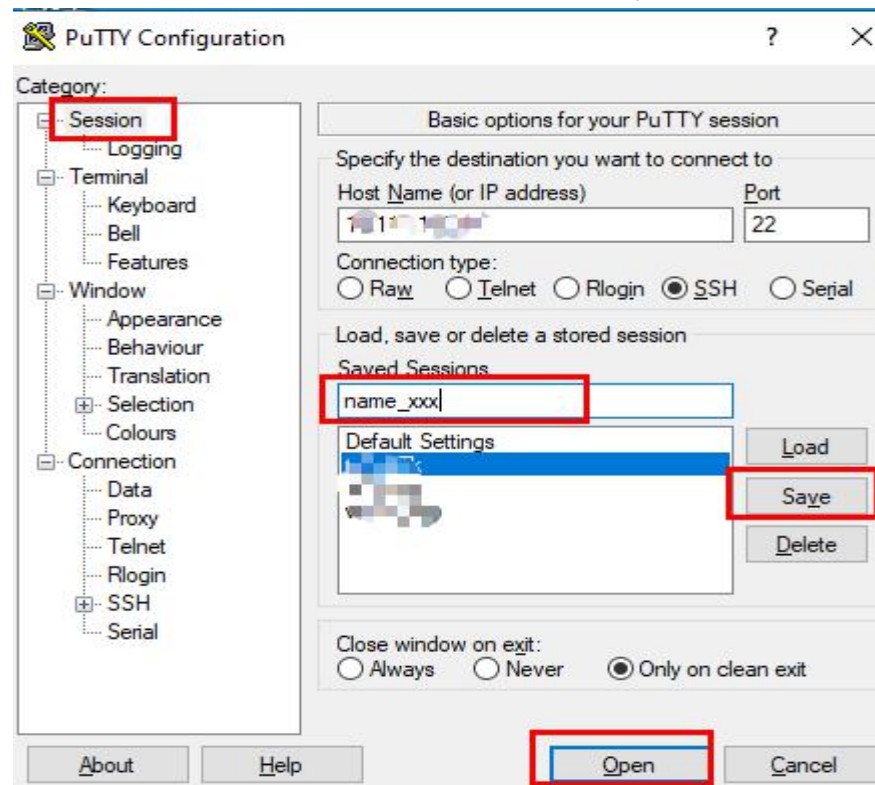 PuTTY Configuration
?
Category:
Session
Logging
Terminal
Keyboard
Bell
Features
Window
Appearance
Behaviour
Translation
Selection
Colours
Connection
Data
Proxy
Telnet
Rlogin
SSH
Serial
Basic options for your PuTTY session
Specify the destination you want to connect to
Host Name (or IP address) Port
22
Connection type:
Raw Telnet Rlogin SSH Serial
Load, save or delete a stored session
Saved Sessions
name_xxx
Default Settings
Load
Save
Delete
Close window on exit:
Always Never Only on clean exit
About Help Open Cancel